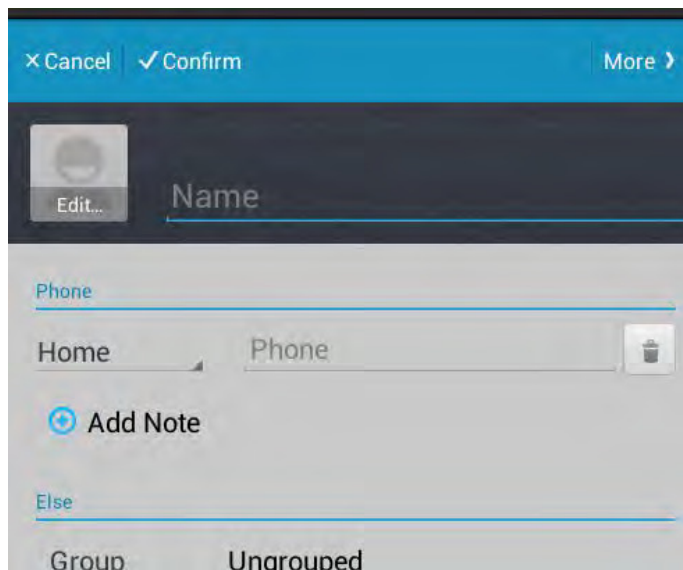 × Cancel ✓ Confirm More ❯
Edit...
Name
Phone
Home Phone
Add Note
Else
Group Ungrouped